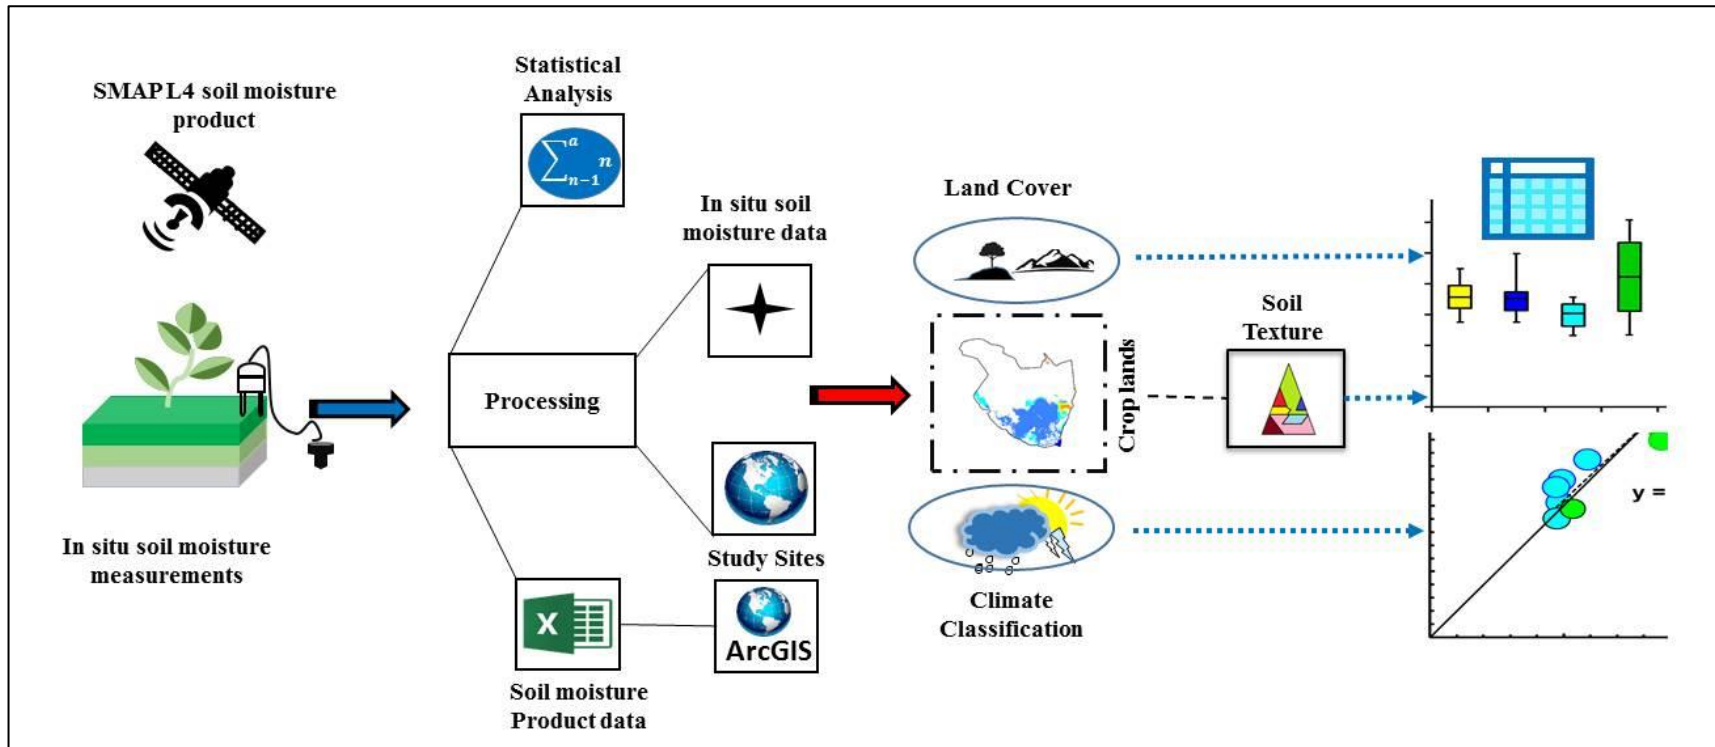 SMAP L4 soil moisture
product
In situ soil moisture
measurements
Statistical
Analysis
∑ⁿ₋₁ᵃ n
In situ soil
moisture data
Processing
Study Sites
X
ArcGIS
Soil moisture
Product data
Land Cover
Crop lands
Soil
Texture
Climate
Classification
y =